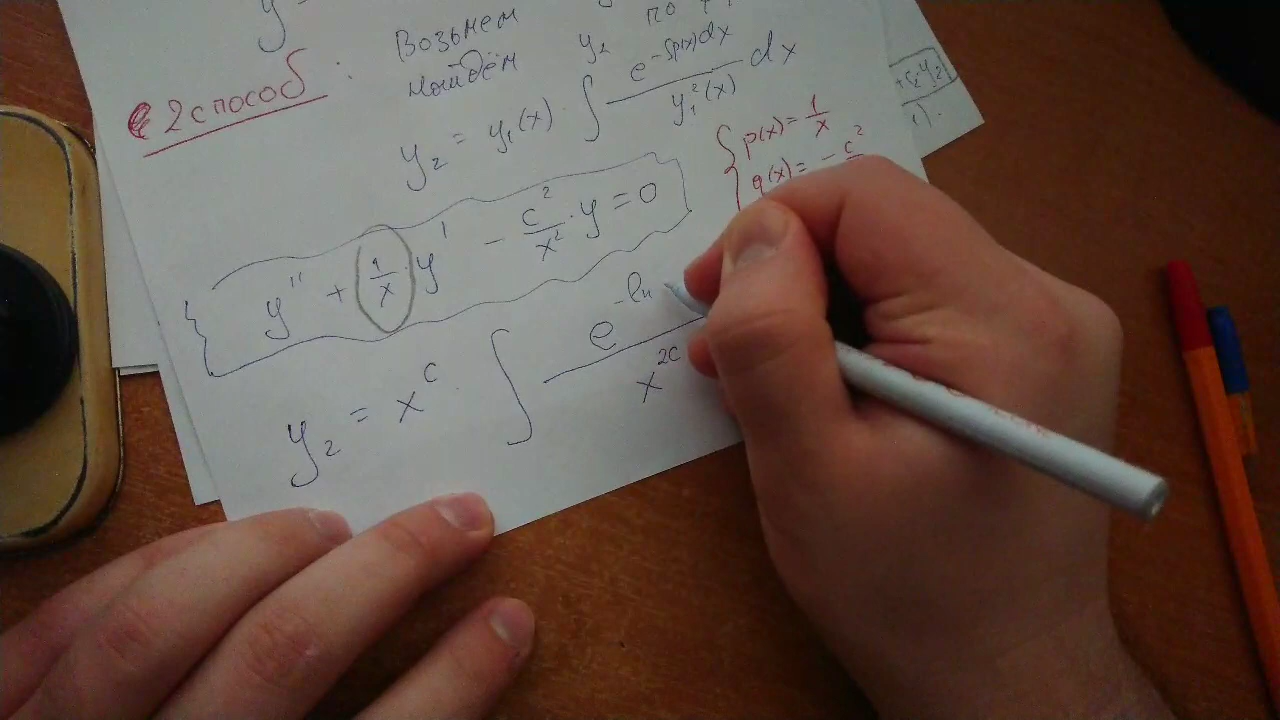 y =
2 способ : Возьмем
найдём y₂ по
y₂ = y₁(x) · ∫ e^(-∫p(x)dx) / y₁²(x) dx
{ p(x) = 1/x
q(x) = -c²
y'' + 1/x · y' - c²/x² · y = 0
y₂ = x^c · ∫ e^(-ln / x^(2c)